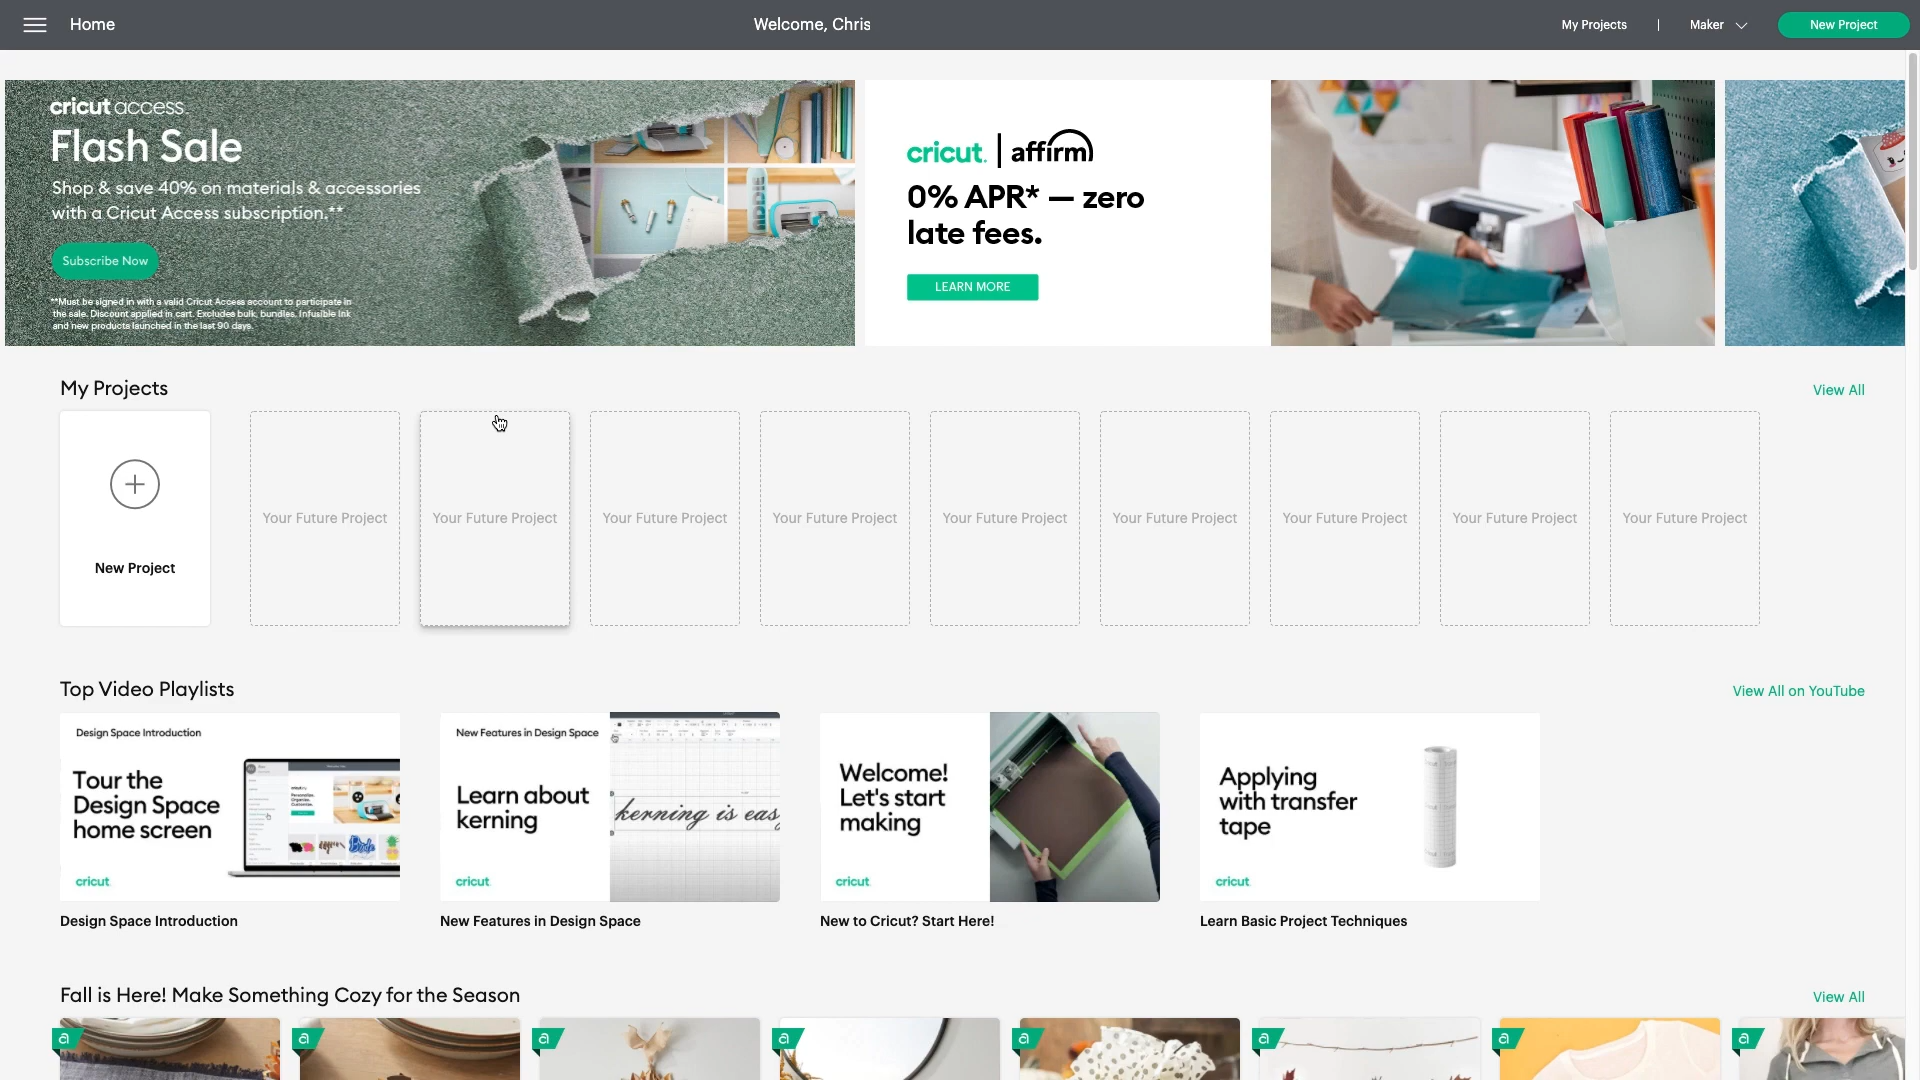 Home
Welcome, Chris
My Projects
|
Maker
New Project
cricut access
Flash Sale
Shop & save 40% on materials & accessories
with a Cricut Access subscription.**
Subscribe Now
**Must be signed in with a valid Cricut Access account to participate in
the sale. Discount applied in cart. Excludes bulk, bundles, Infusible Ink
and new products launched in the last 90 days.
cricut. | affirm
0% APR* — zero
late fees.
LEARN MORE
My Projects
View All
New Project
Your Future Project
Your Future Project
Your Future Project
Your Future Project
Your Future Project
Your Future Project
Your Future Project
Your Future Project
Your Future Project
Top Video Playlists
View All on YouTube
Design Space Introduction
Tour the
Design Space
home screen
cricut
Design Space Introduction
New Features in Design Space
Learn about
kerning
cricut
kerning is eas
New Features in Design Space
Welcome!
Let's start
making
cricut
New to Cricut? Start Here!
Applying
with transfer
tape
cricut
Learn Basic Project Techniques
Fall is Here! Make Something Cozy for the Season
View All
a
a
a
a
a
a
a
a